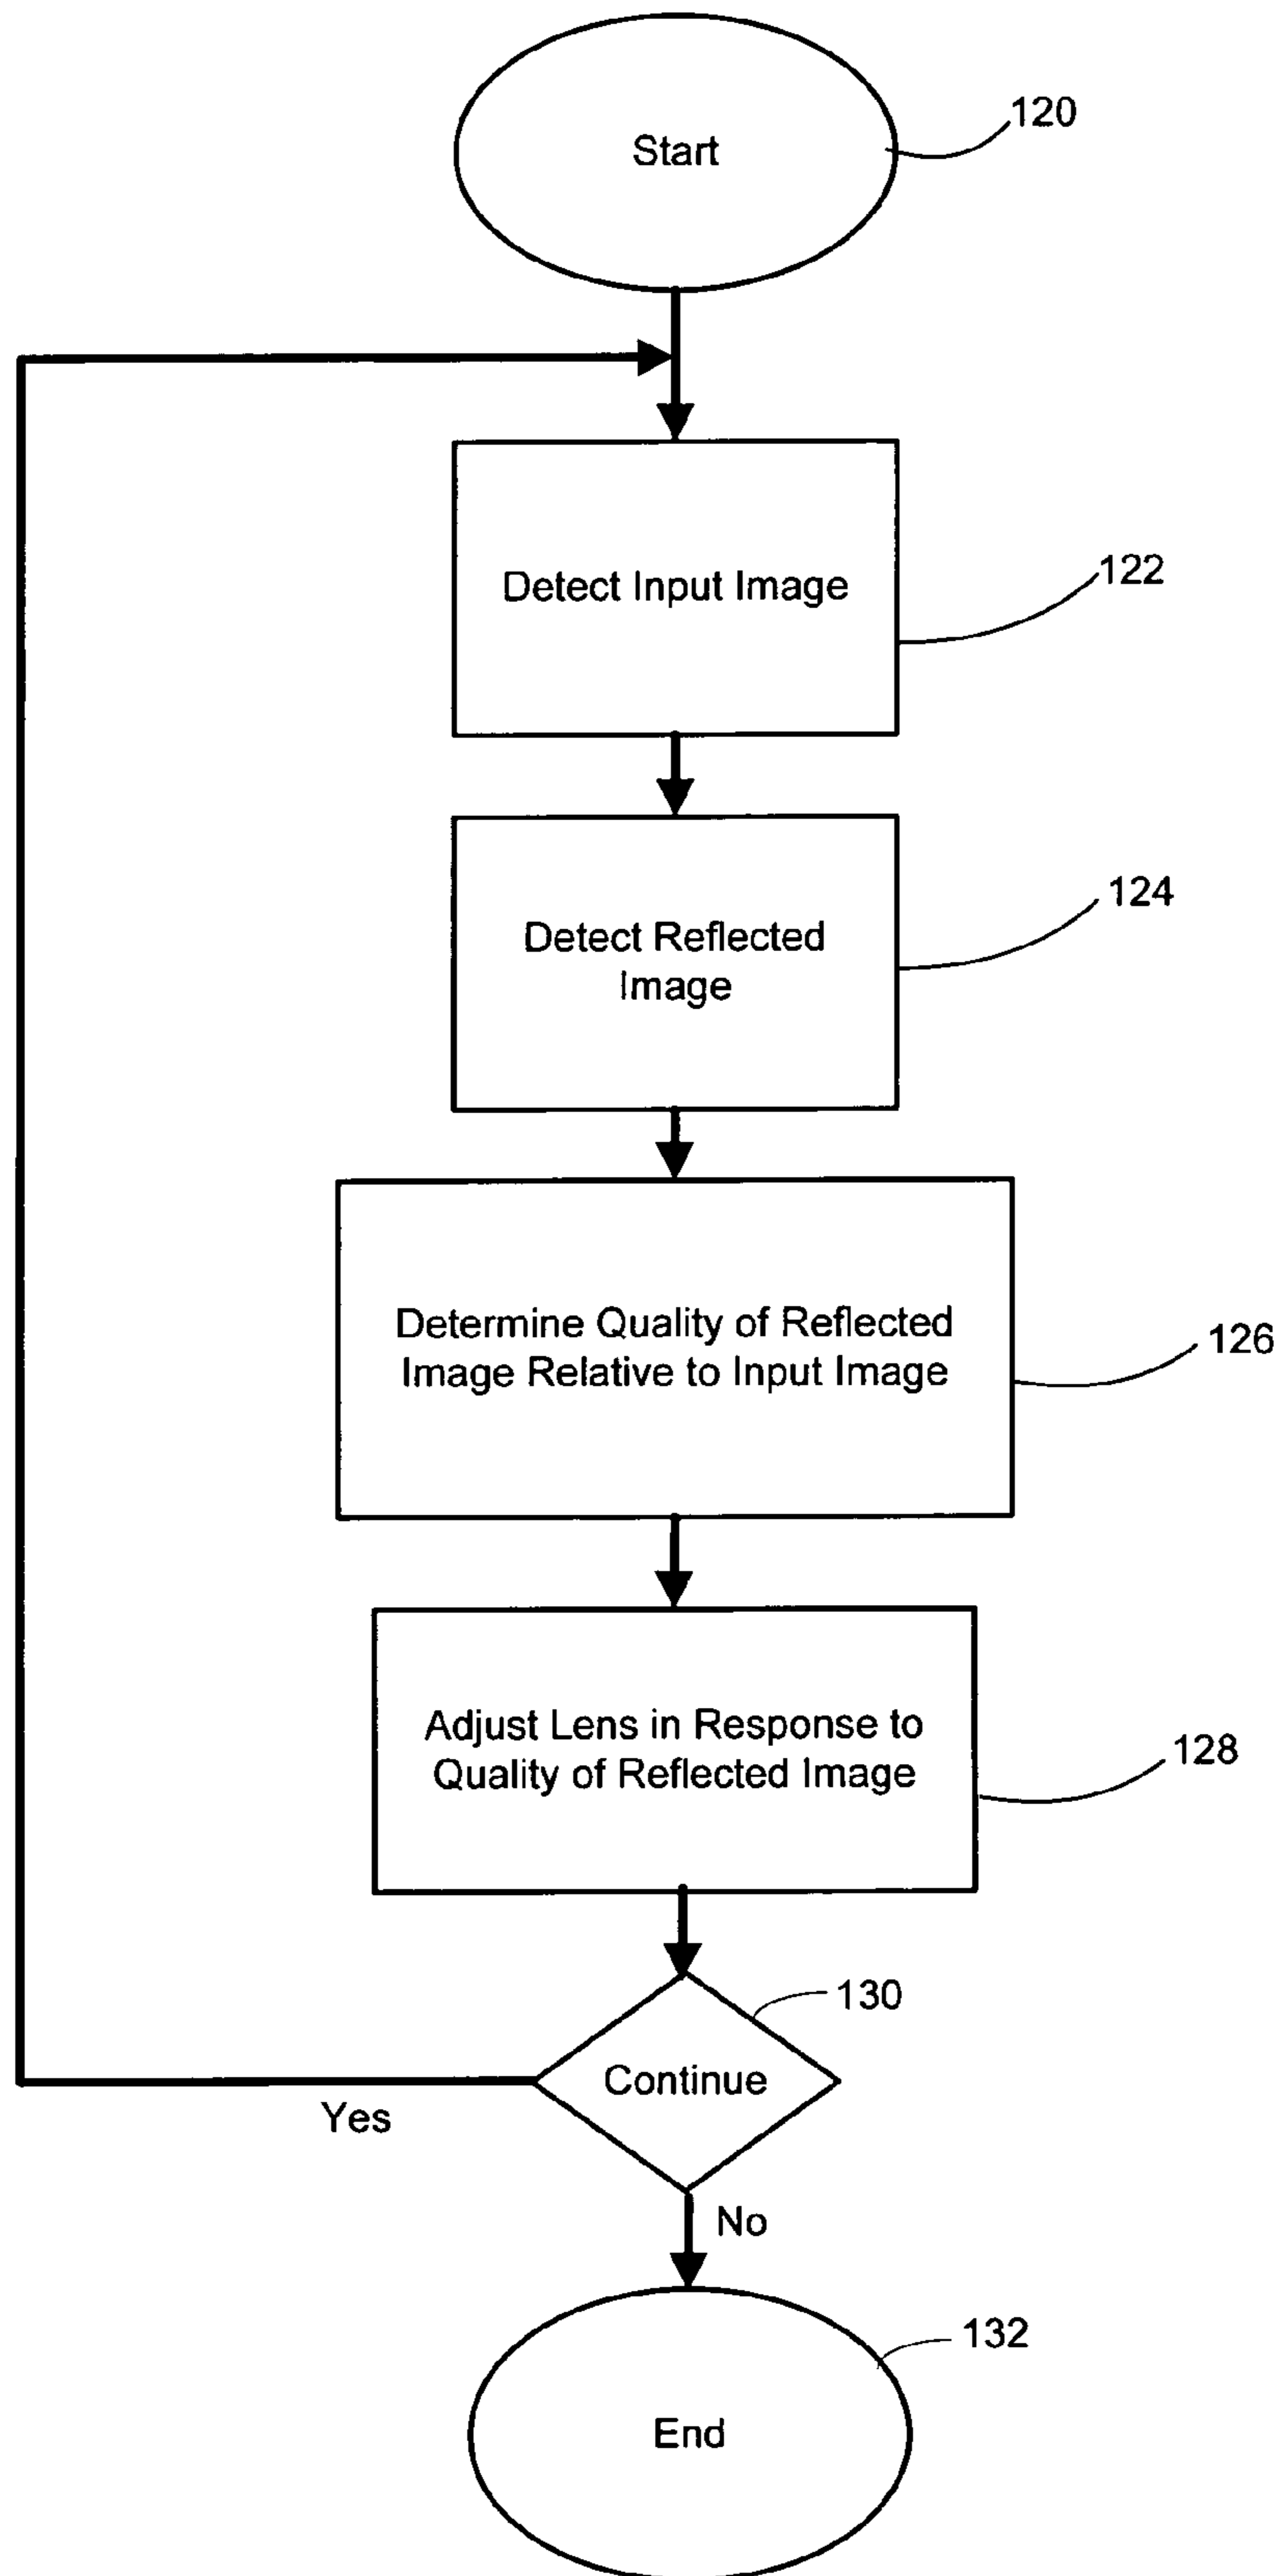 Start
120
Detect Input Image
122
Detect Reflected
Image
124
Determine Quality of Reflected
Image Relative to Input Image
126
Adjust Lens in Response to
Quality of Reflected Image
128
130
Continue
Yes
No
132
End